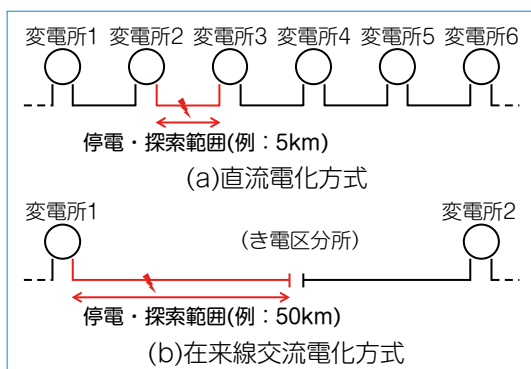 変電所1 変電所2 変電所3 変電所4 変電所5 変電所6
停電・探索範囲(例：5km)
(a)直流電化方式
変電所1 変電所2
(き電区分所)
停電・探索範囲(例：50km)
(b)在来線交流電化方式